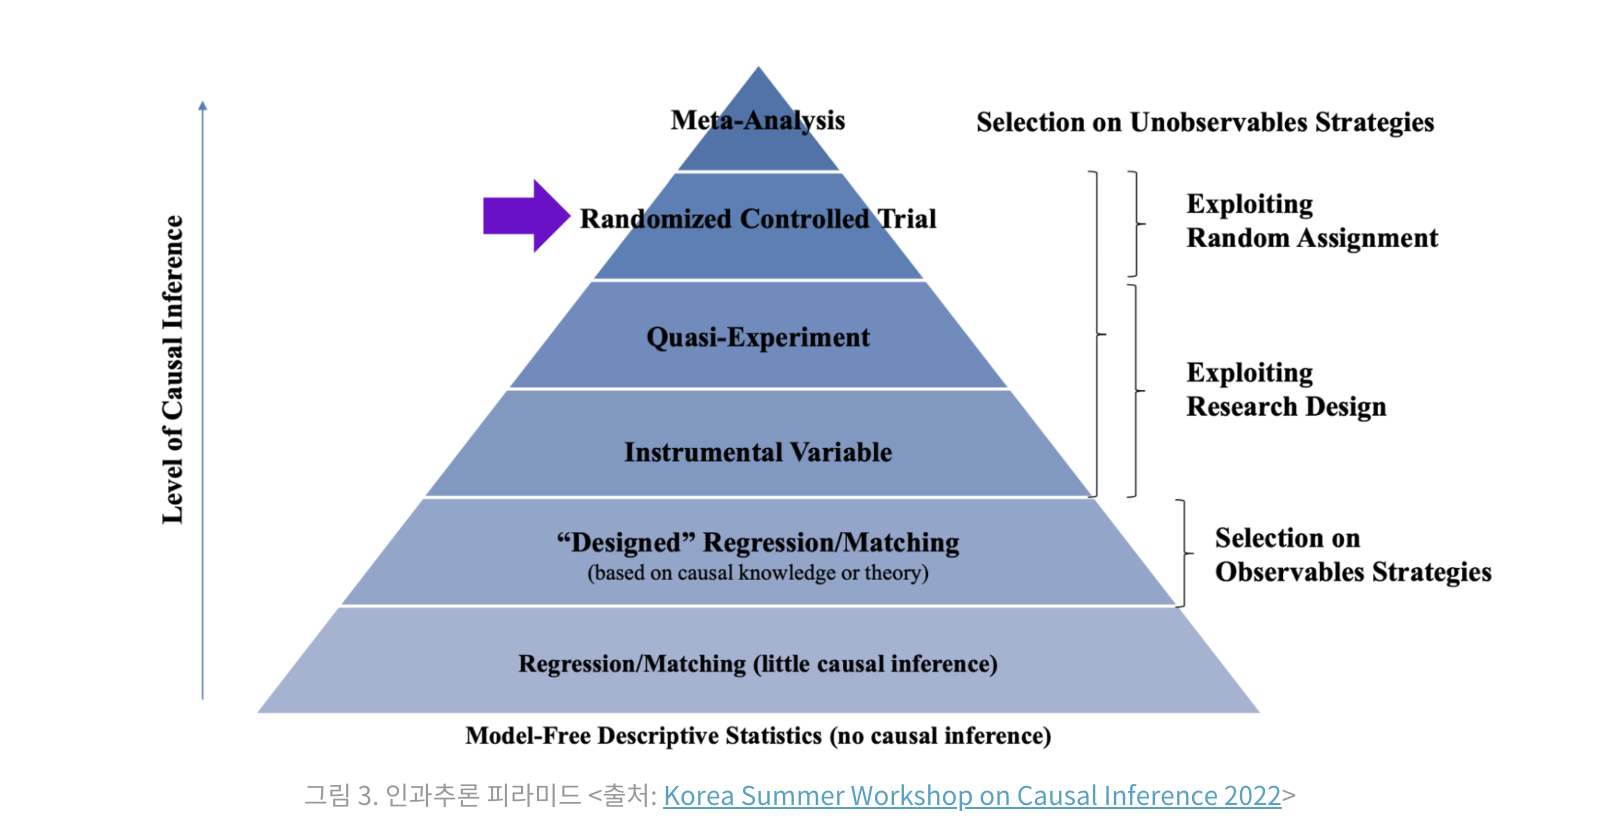 Meta-Analysis
Selection on Unobservables Strategies
Randomized Controlled Trial
Exploiting
Random Assignment
Quasi-Experiment
Exploiting
Research Design
Instrumental Variable
“Designed” Regression/Matching
(based on causal knowledge or theory)
Selection on
Observables Strategies
Regression/Matching (little causal inference)
Model-Free Descriptive Statistics (no causal inference)
Level of Causal Inference
그림 3. 인과추론 피라미드 <출처: Korea Summer Workshop on Causal Inference 2022>